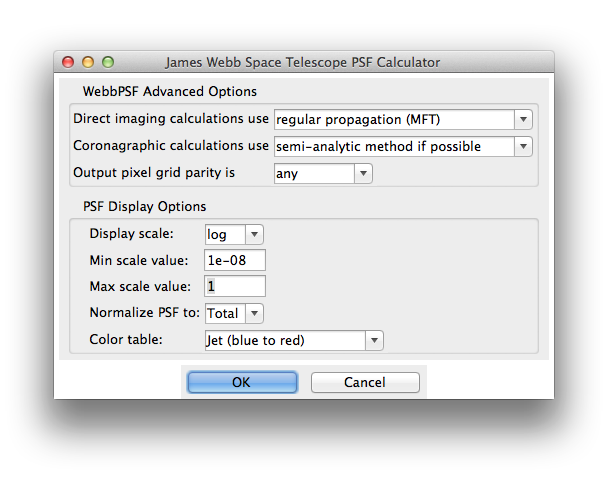 James Webb Space Telescope PSF Calculator
WebbPSF Advanced Options
Direct imaging calculations use regular propagation (MFT)
Coronagraphic calculations use semi-analytic method if possible
Output pixel grid parity is any
PSF Display Options
Display scale: log
Min scale value: 1e-08
Max scale value: 1
Normalize PSF to: Total
Color table: Jet (blue to red)
OK Cancel